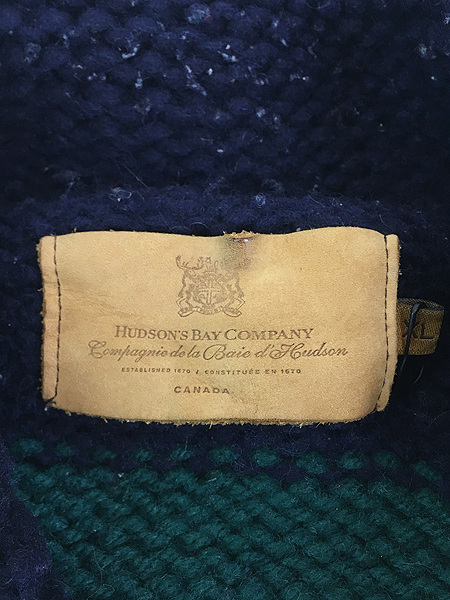 HUDSON'S BAY COMPANY
Compagnie de la Baie d'Hudson
ESTABLISHED 1670 / CONSTITUÉE EN 1670
CANADA.